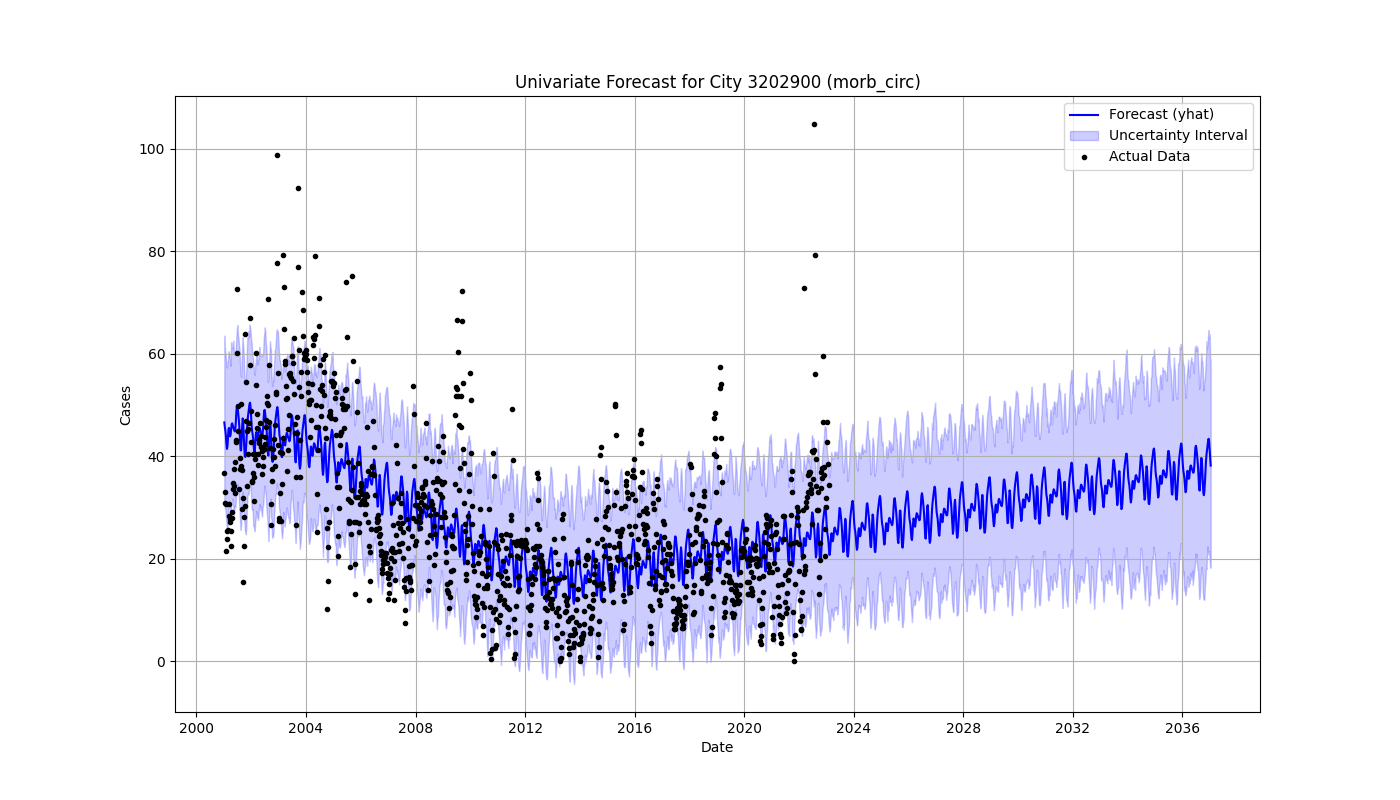 Univariate Forecast for City 3202900 (morb_circ)
Forecast (yhat)
Uncertainty Interval
Actual Data
Cases
100
80
60
40
20
0
2000 2004 2008 2012 2016 2020 2024 2028 2032 2036
Date